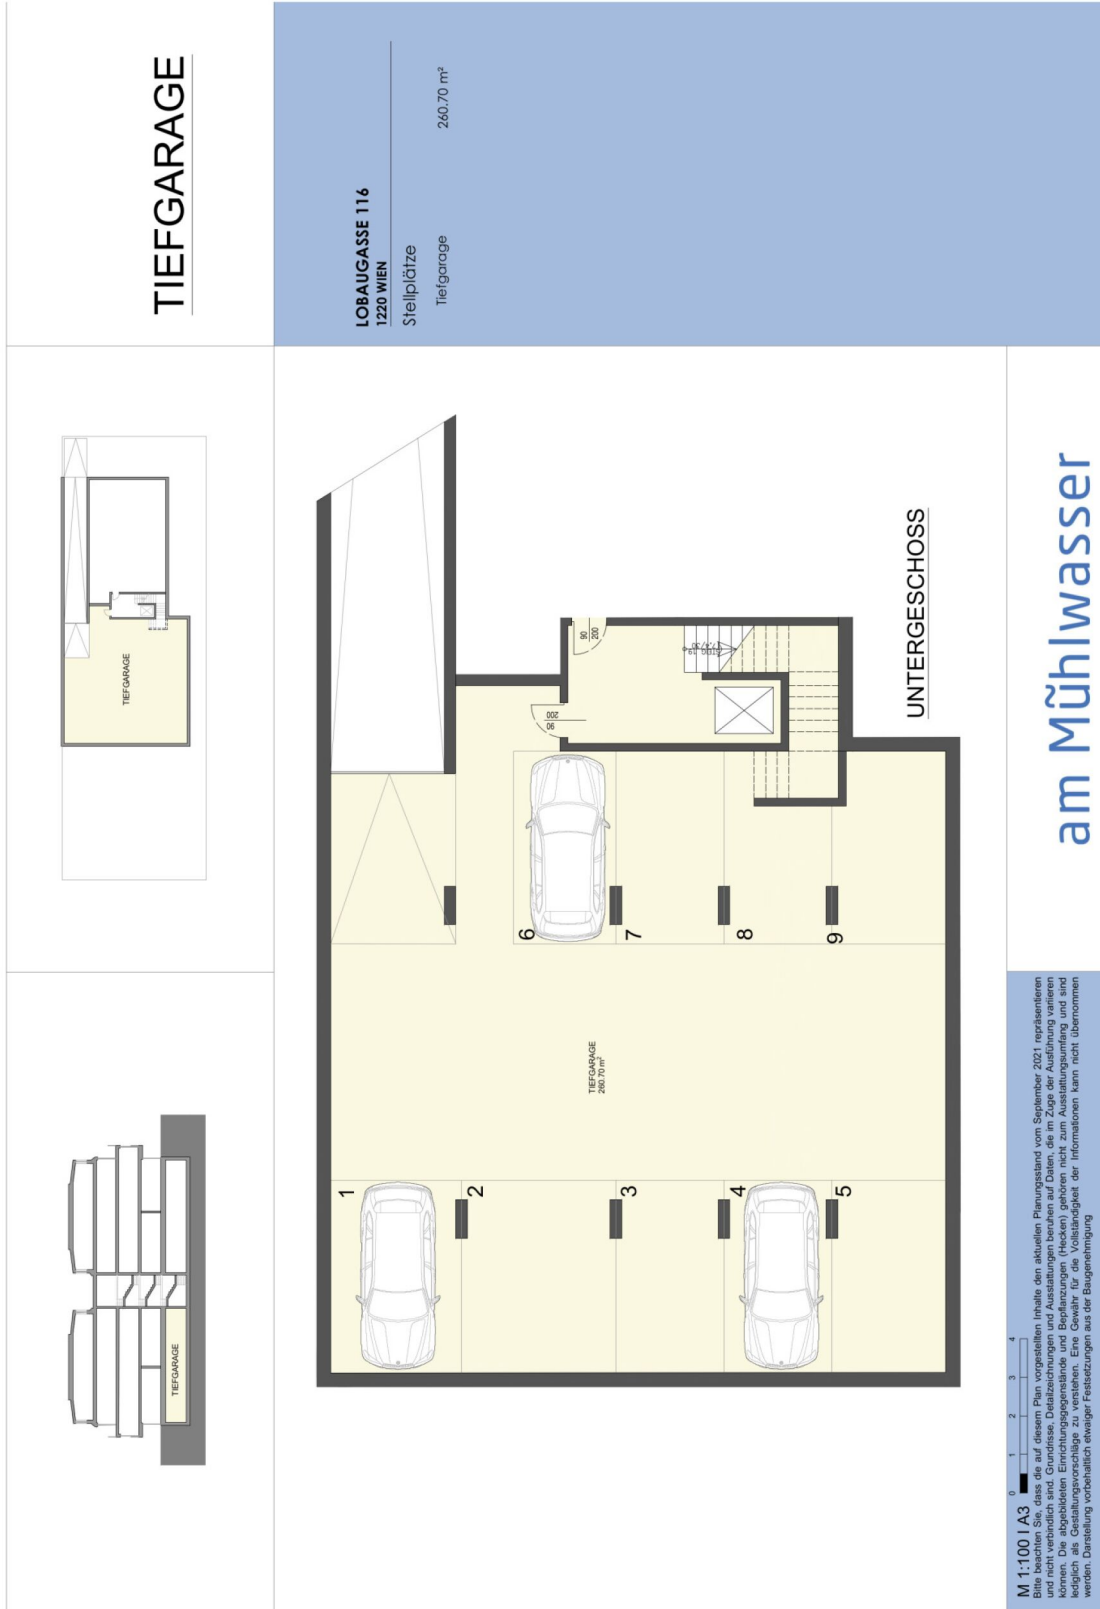 TIEFGARAGE
LOBAUGASSE 116
1220 WIEN
Stellplätze
Tiefgarage 260.70 m²
TIEFGARAGE
TIEFGARAGE
1
2
3
4
5
6
7
8
9
TIEFGARAGE
260.70 m²
90
200
90
200
UNTERGESCHOSS
am Mühlwasser
M 1:100 I A3
0 1 2 3 4
Bitte beachten Sie, dass die auf diesem Plan vorgestellten Inhalte den aktuellen Planungsstand vom September 2021 repräsentieren
und nicht verbindlich sind. Grundrisse, Detailzeichnungen und Ausstattungen beruhen auf Daten, die im Zuge der Ausführung variieren
können. Die abgebildeten Einrichtungsgegenstände und Bepflanzungen (Hecken) gehören nicht zum Ausstattungsumfang und sind
lediglich als Gestaltungsvorschläge zu verstehen. Eine Gewähr für die Vollständigkeit der Informationen kann nicht übernommen
werden. Darstellung vorbehaltlich etwaiger Festsetzungen aus der Baugenehmigung